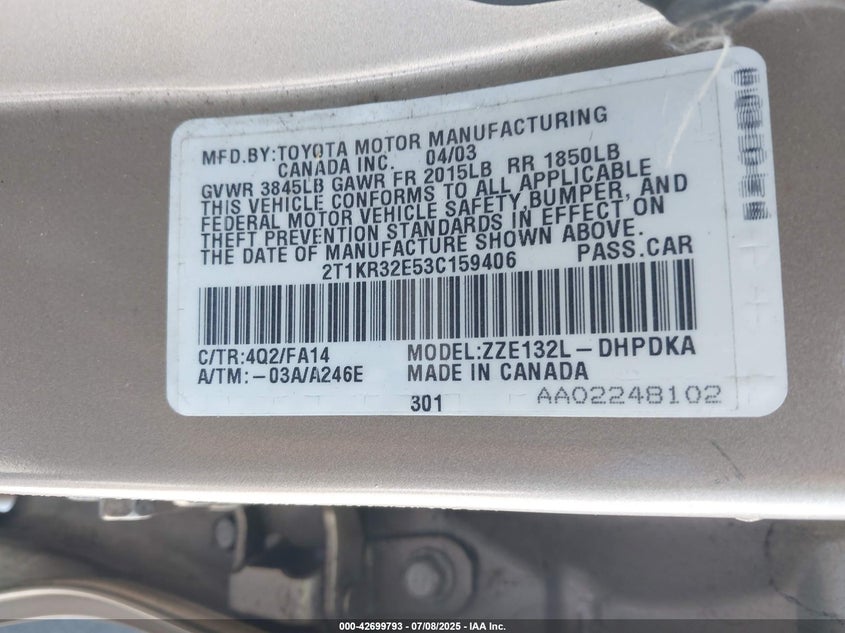 MFD.BY:TOYOTA MOTOR MANUFACTURING
CANADA INC. 04/03
GVWR 3845LB GAWR FR 2015LB RR 1850LB
THIS VEHICLE CONFORMS TO ALL APPLICABLE
FEDERAL MOTOR VEHICLE SAFETY,BUMPER, AND
THEFT PREVENTION STANDARDS IN EFFECT ON
THE DATE OF MANUFACTURE SHOWN ABOVE.
2T1KR32E53C159406 PASS.CAR
C/TR:4Q2/FA14 MODEL:ZZE132L-DHPDKA
A/TM:-03A/A246E MADE IN CANADA
301 AA02248102
000-42699793 - 07/08/2025 - IAA Inc.